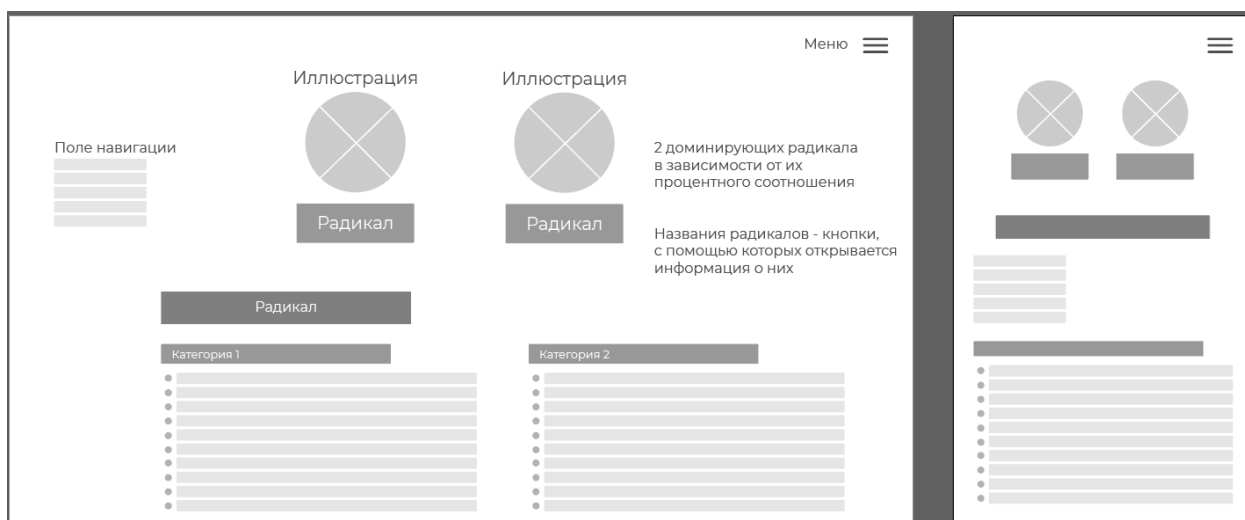 Меню
Иллюстрация
Иллюстрация
Поле навигации
2 доминирующих радикала
в зависимости от их
процентного соотношения
Радикал
Радикал
Названия радикалов - кнопки,
с помощью которых открывается
информация о них
Радикал
Категория 1
Категория 2